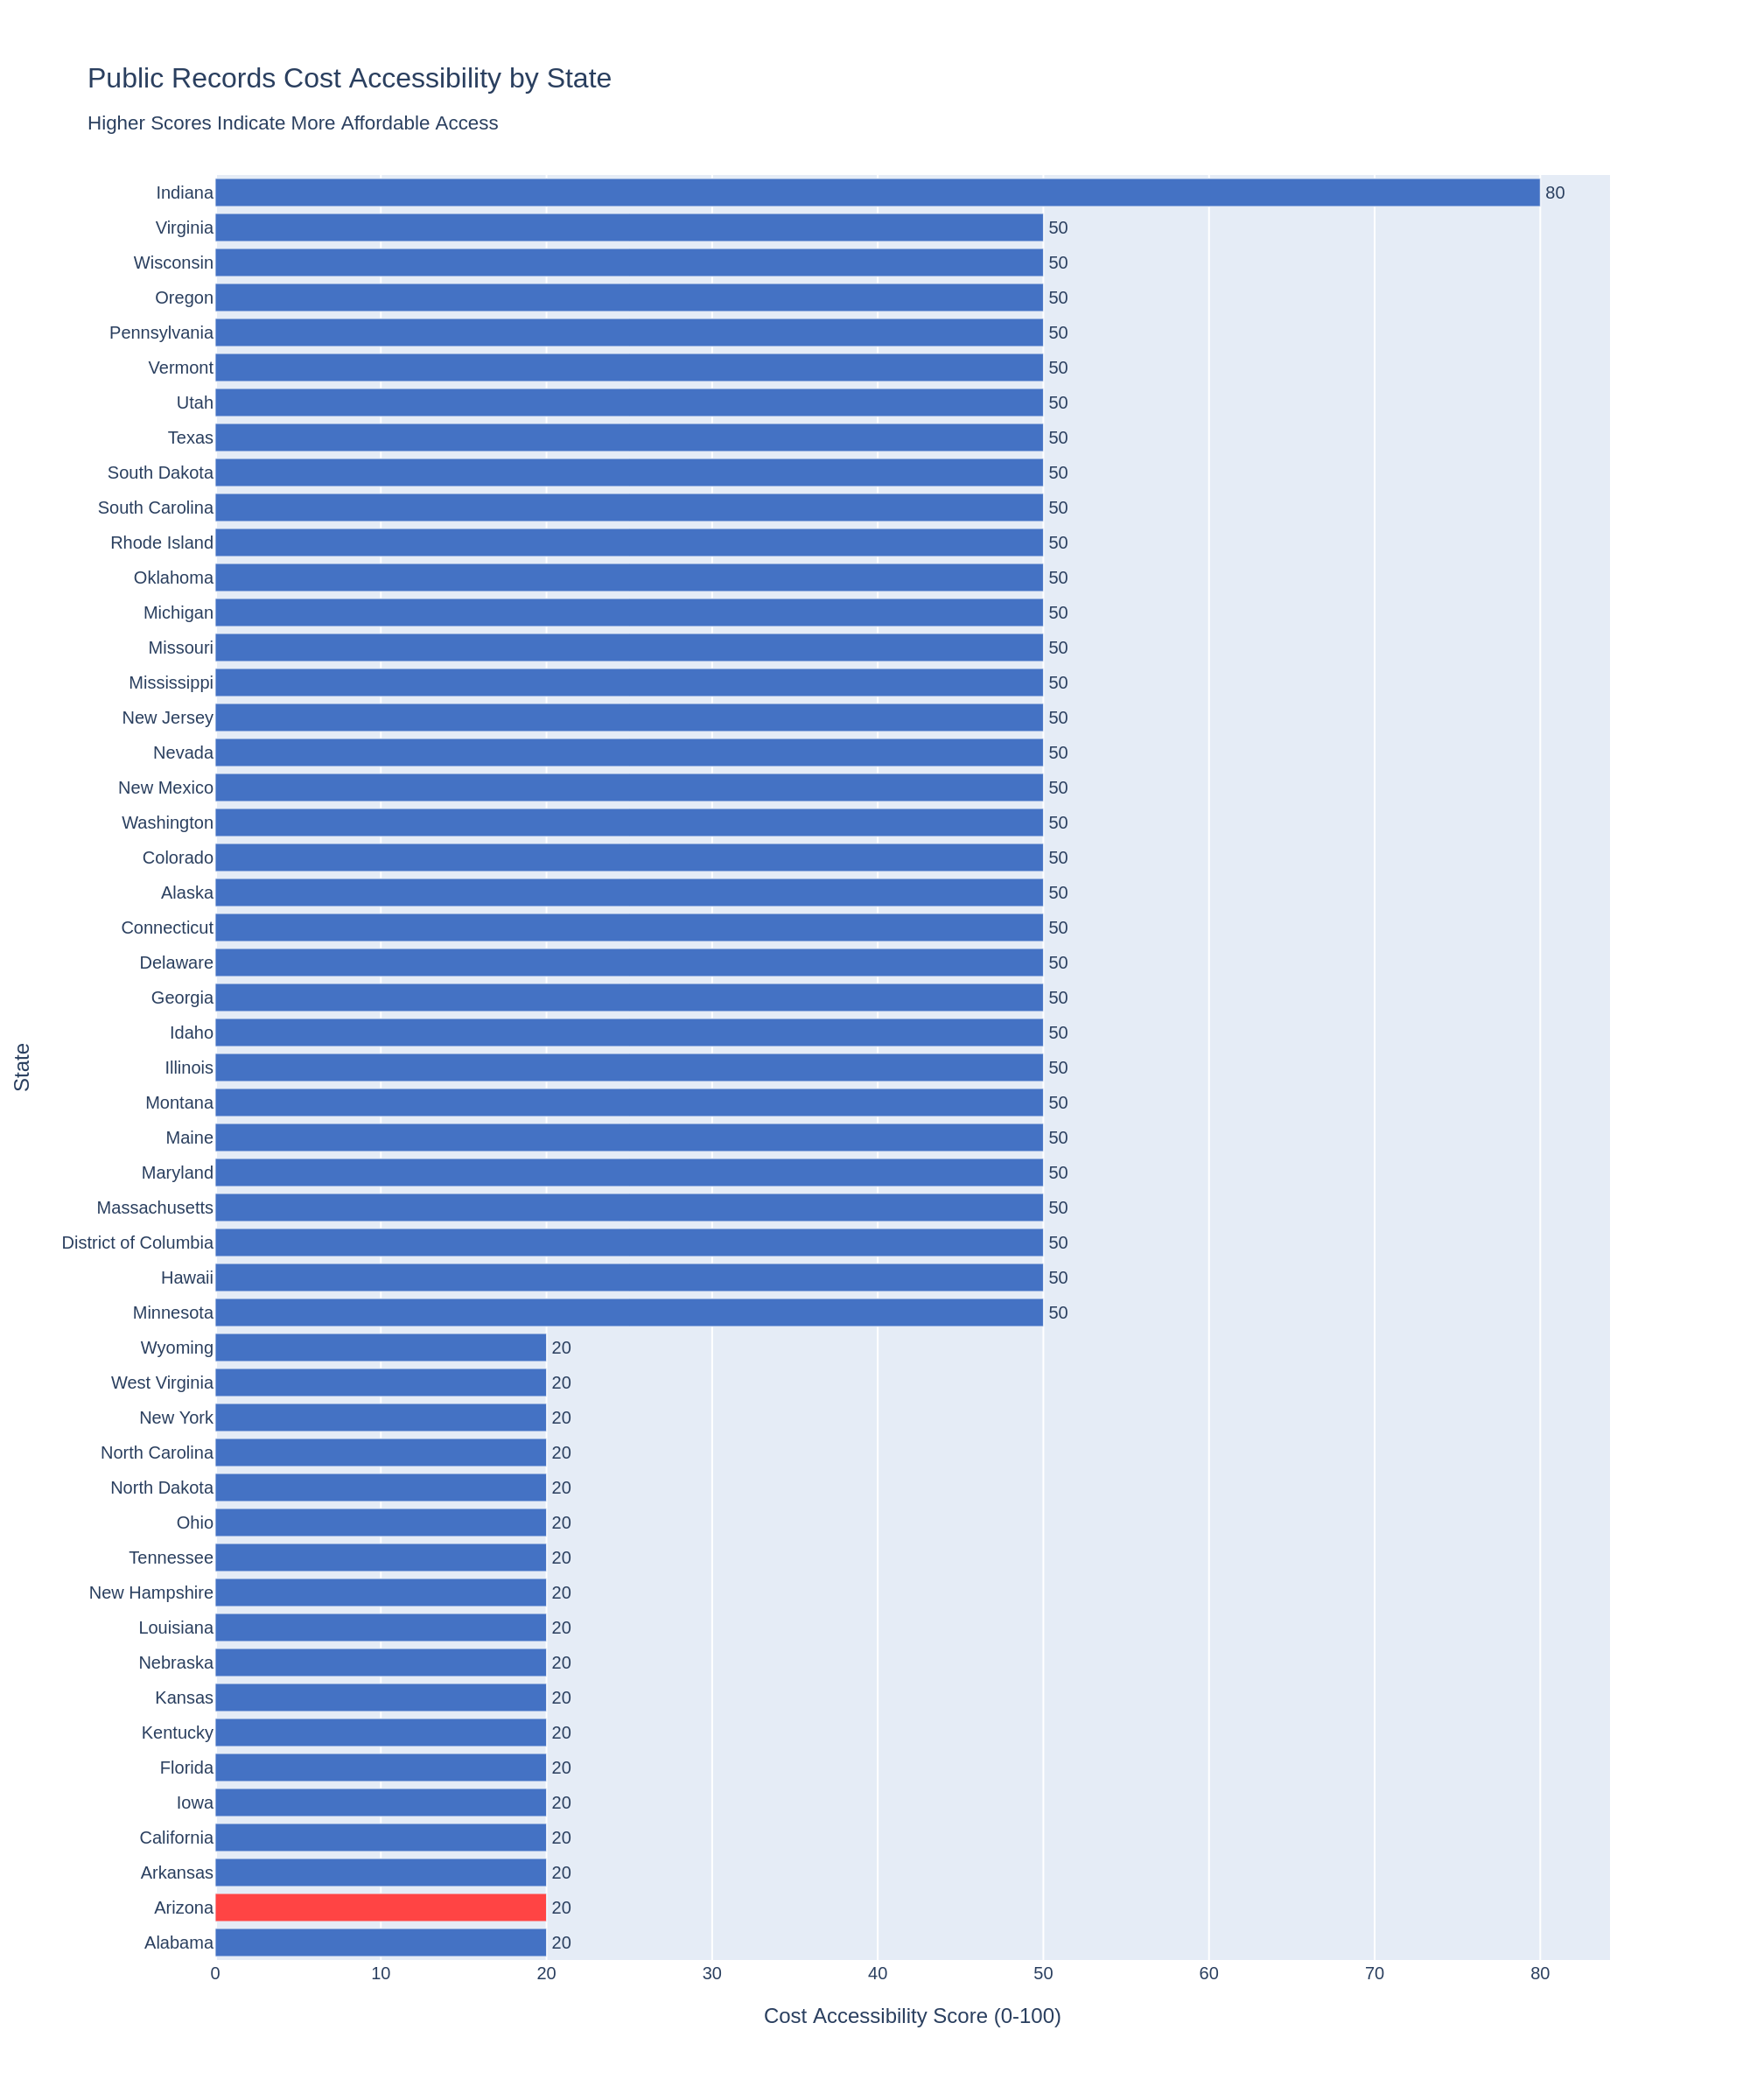 Public Records Cost Accessibility by State
Higher Scores Indicate More Affordable Access
Indiana 80
Virginia 50
Wisconsin 50
Oregon 50
Pennsylvania 50
Vermont 50
Utah 50
Texas 50
South Dakota 50
South Carolina 50
Rhode Island 50
Oklahoma 50
Michigan 50
Missouri 50
Mississippi 50
New Jersey 50
Nevada 50
New Mexico 50
Washington 50
Colorado 50
Alaska 50
Connecticut 50
Delaware 50
Georgia 50
Idaho 50
Illinois 50
Montana 50
Maine 50
Maryland 50
Massachusetts 50
District of Columbia 50
Hawaii 50
Minnesota 50
Wyoming 20
West Virginia 20
New York 20
North Carolina 20
North Dakota 20
Ohio 20
Tennessee 20
New Hampshire 20
Louisiana 20
Nebraska 20
Kansas 20
Kentucky 20
Florida 20
Iowa 20
California 20
Arkansas 20
Arizona 20
Alabama 20
State
0 10 20 30 40 50 60 70 80
Cost Accessibility Score (0-100)